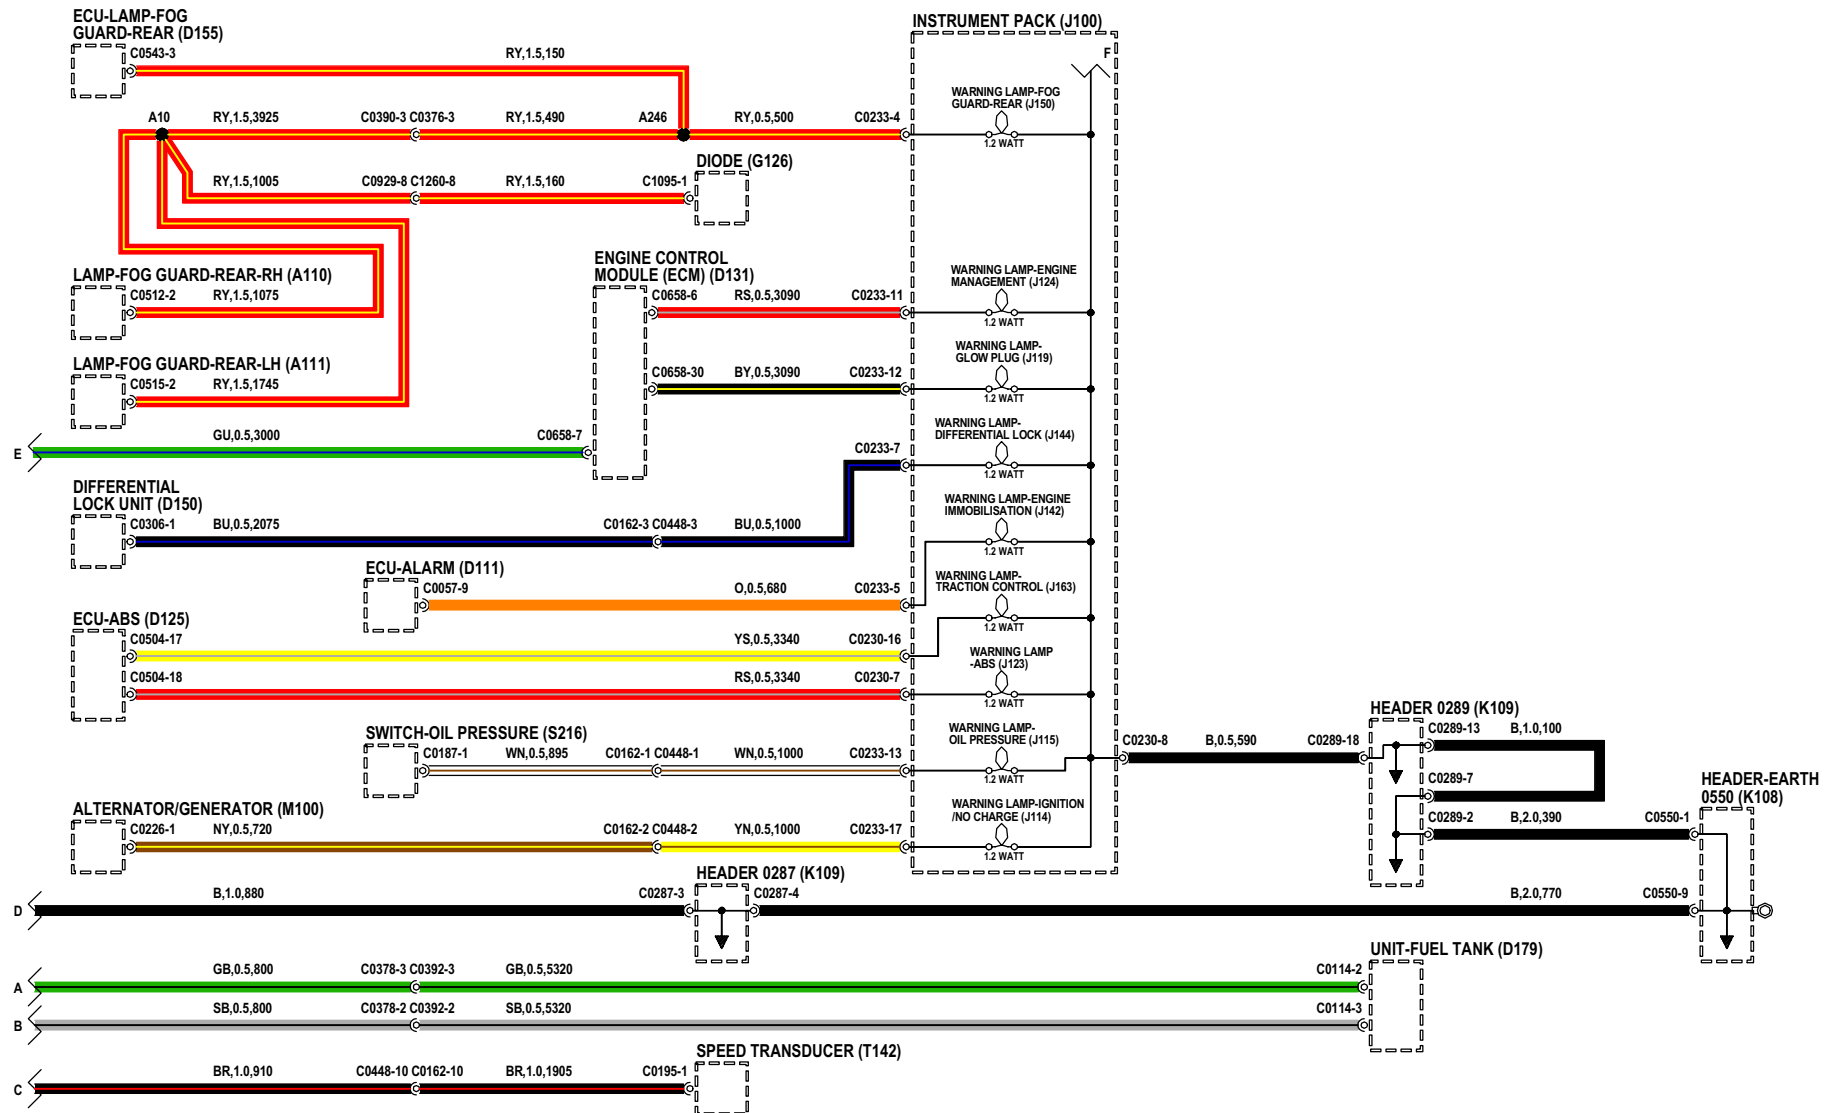 ECU-LAMP-FOG
GUARD-REAR (D155)
C0543-3
RY,1.5,150
INSTRUMENT PACK (J100)
F
A10
RY,1.5,3925
C0390-3 C0376-3
RY,1.5,490
A246
RY,0.5,500
C0233-4
WARNING LAMP-FOG
GUARD-REAR (J150)
1.2 WATT
DIODE (G126)
RY,1.5,1005
C0929-8 C1260-8
RY,1.5,160
C1095-1
LAMP-FOG GUARD-REAR-RH (A110)
C0512-2
RY,1.5,1075
ENGINE CONTROL
MODULE (ECM) (D131)
C0658-6
RS,0.5,3090
C0233-11
WARNING LAMP-ENGINE
MANAGEMENT (J124)
1.2 WATT
LAMP-FOG GUARD-REAR-LH (A111)
C0515-2
RY,1.5,1745
C0658-30
BY,0.5,3090
C0233-12
WARNING LAMP-
GLOW PLUG (J119)
1.2 WATT
E
GU,0.5,3000
C0658-7
C0233-7
WARNING LAMP-
DIFFERENTIAL LOCK (J144)
1.2 WATT
DIFFERENTIAL
LOCK UNIT (D150)
C0306-1
BU,0.5,2075
C0162-3 C0448-3
BU,0.5,1000
WARNING LAMP-ENGINE
IMMOBILISATION (J142)
1.2 WATT
ECU-ALARM (D111)
C0057-9
O,0.5,680
C0233-5
WARNING LAMP-
TRACTION CONTROL (J163)
1.2 WATT
ECU-ABS (D125)
C0504-17
YS,0.5,3340
C0230-16
C0504-18
RS,0.5,3340
C0230-7
WARNING LAMP
-ABS (J123)
1.2 WATT
SWITCH-OIL PRESSURE (S216)
C0187-1
WN,0.5,895
C0162-1 C0448-1
WN,0.5,1000
C0233-13
WARNING LAMP-
OIL PRESSURE (J115)
1.2 WATT
C0230-8
B,0.5,590
C0289-18
HEADER 0289 (K109)
C0289-13
B,1.0,100
C0289-7
C0289-2
B,2.0,390
C0550-1
HEADER-EARTH
0550 (K108)
ALTERNATOR/GENERATOR (M100)
C0226-1
NY,0.5,720
C0162-2 C0448-2
YN,0.5,1000
C0233-17
WARNING LAMP-IGNITION
/NO CHARGE (J114)
1.2 WATT
HEADER 0287 (K109)
D
B,1.0,880
C0287-3
C0287-4
B,2.0,770
C0550-9
UNIT-FUEL TANK (D179)
A
GB,0.5,800
C0378-3 C0392-3
GB,0.5,5320
C0114-2
B
SB,0.5,800
C0378-2 C0392-2
SB,0.5,5320
C0114-3
SPEED TRANSDUCER (T142)
C
BR,1.0,910
C0448-10 C0162-10
BR,1.0,1905
C0195-1